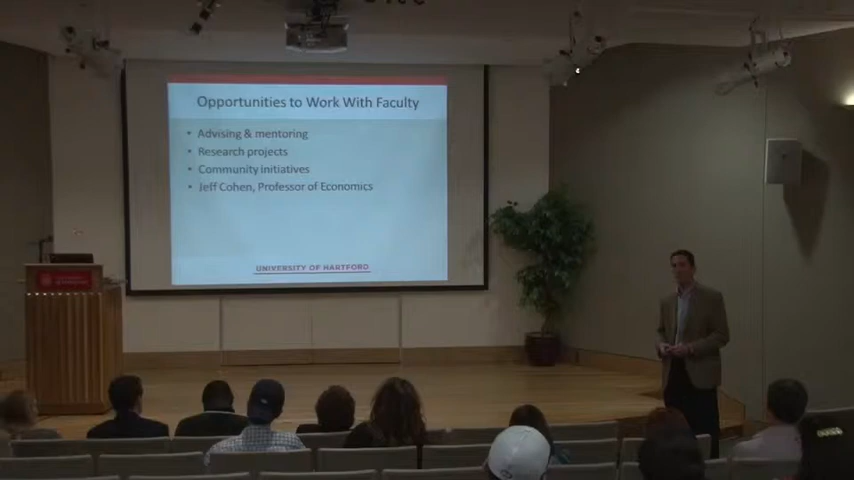 Opportunities to Work With Faculty
• Advising & mentoring
• Research projects
• Community initiatives
• Jeff Cohen, Professor of Economics
UNIVERSITY OF HARTFORD